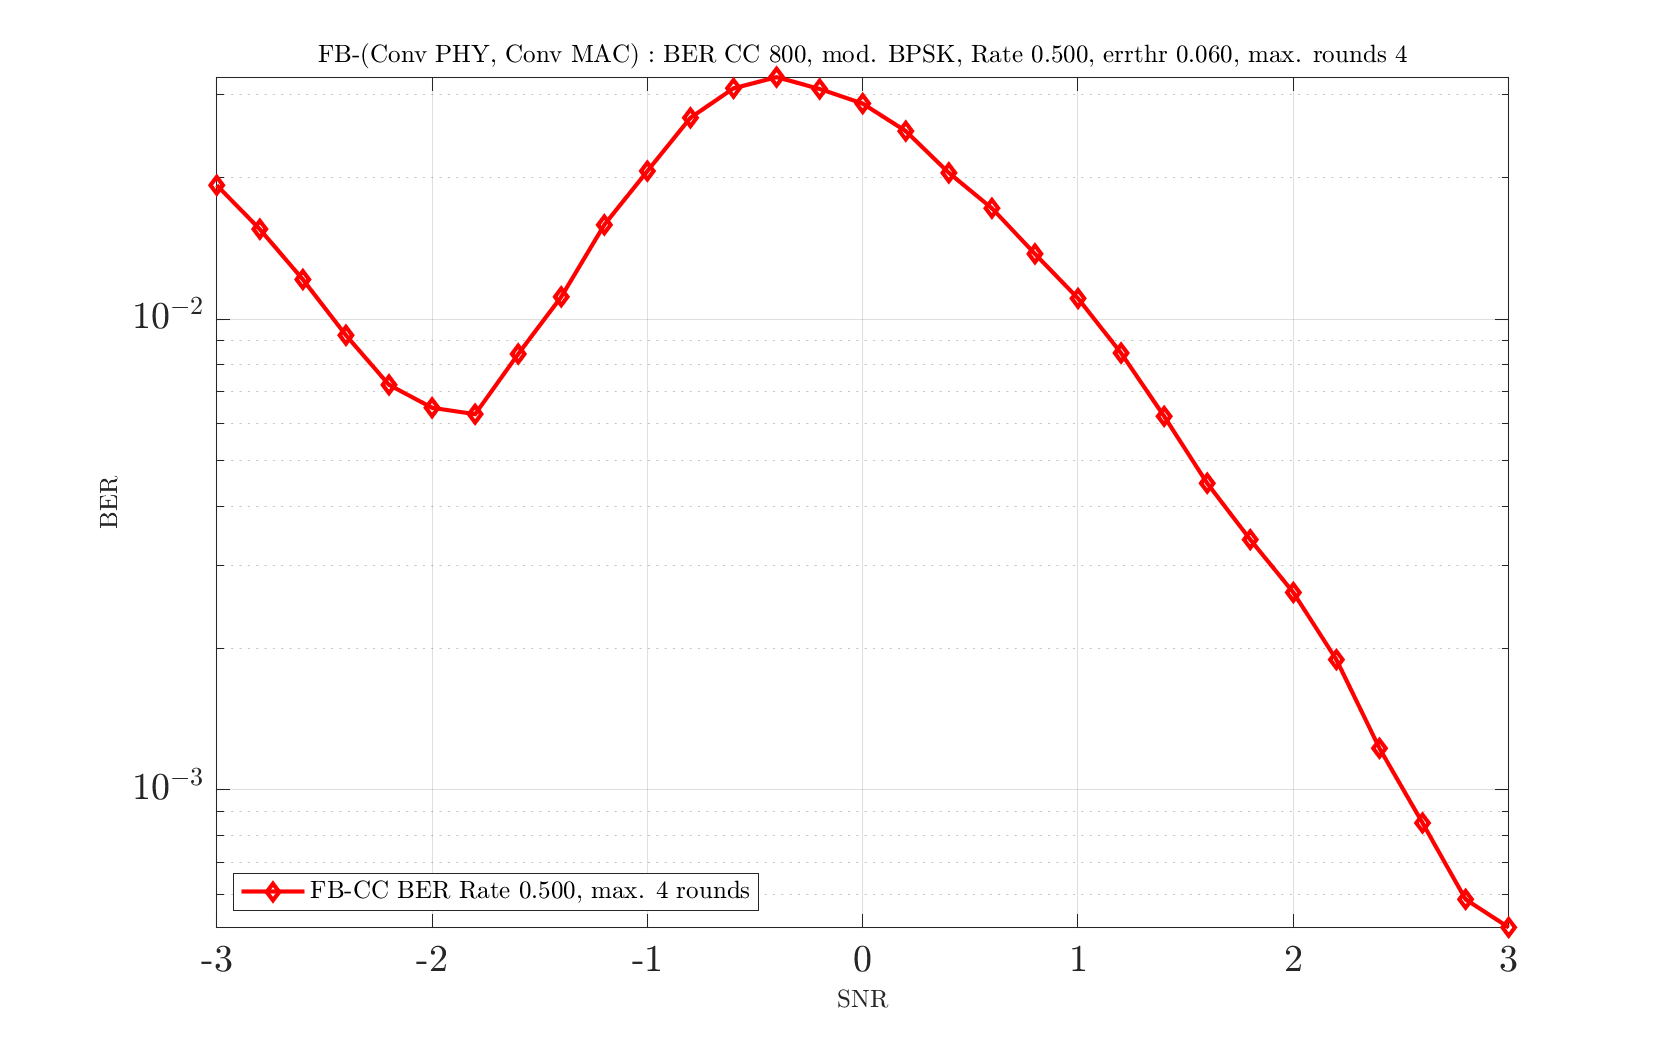 FB-(Conv PHY, Conv MAC) : BER CC 800, mod. BPSK, Rate 0.500, errthr 0.060, max. rounds 4
10⁻²
BER
10⁻³
FB-CC BER Rate 0.500, max. 4 rounds
-3 -2 -1 0 1 2 3
SNR